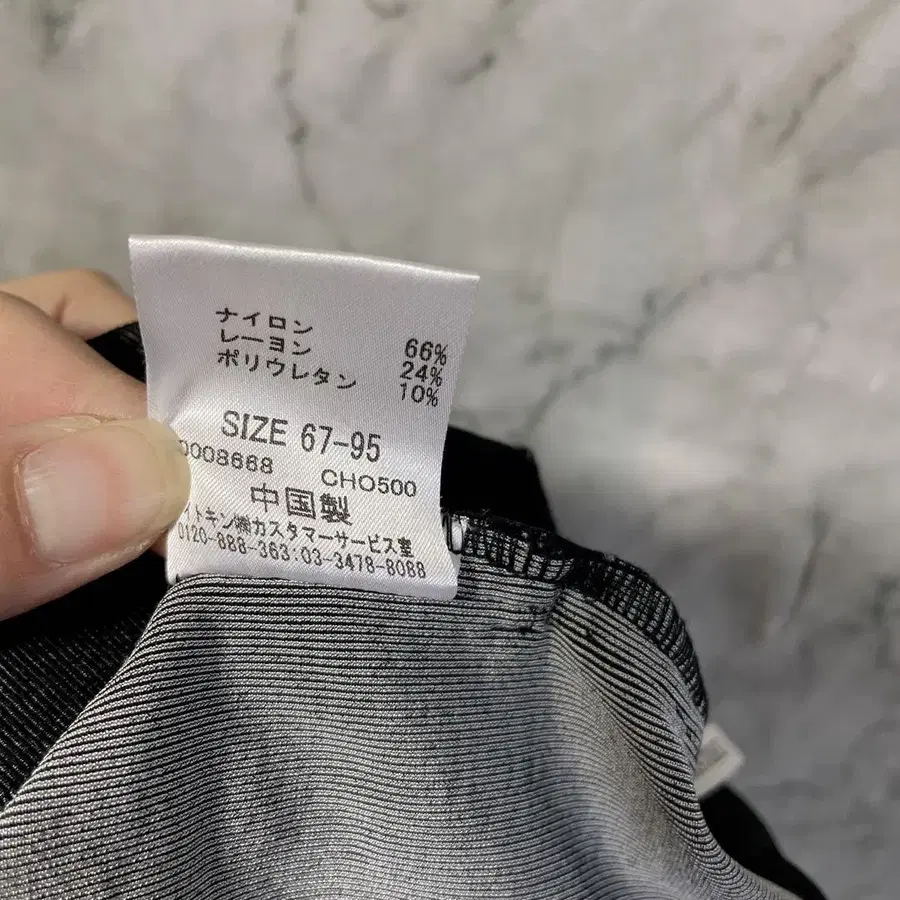 ナイロン 66%
レーヨン 24%
ポリウレタン 10%
SIZE 67-95
0008668 CHO500
中国製
イトキン㈱カスタマーサービス室
0120-888-363:03-3478-8088